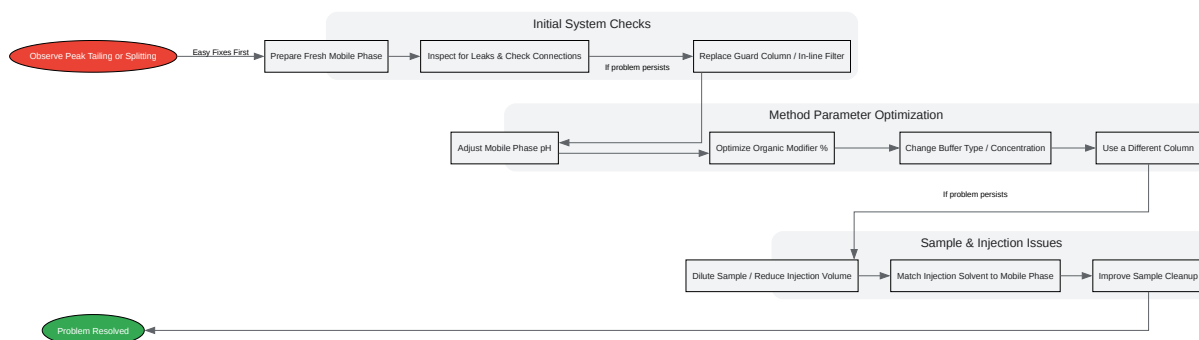 Initial System Checks
Observe Peak Tailing or Splitting
Easy Fixes First
Prepare Fresh Mobile Phase
Inspect for Leaks & Check Connections
If problem persists
Replace Guard Column / In-line Filter
Method Parameter Optimization
Adjust Mobile Phase pH
Optimize Organic Modifier %
Change Buffer Type / Concentration
Use a Different Column
If problem persists
Sample & Injection Issues
Dilute Sample / Reduce Injection Volume
Match Injection Solvent to Mobile Phase
Improve Sample Cleanup
Problem Resolved